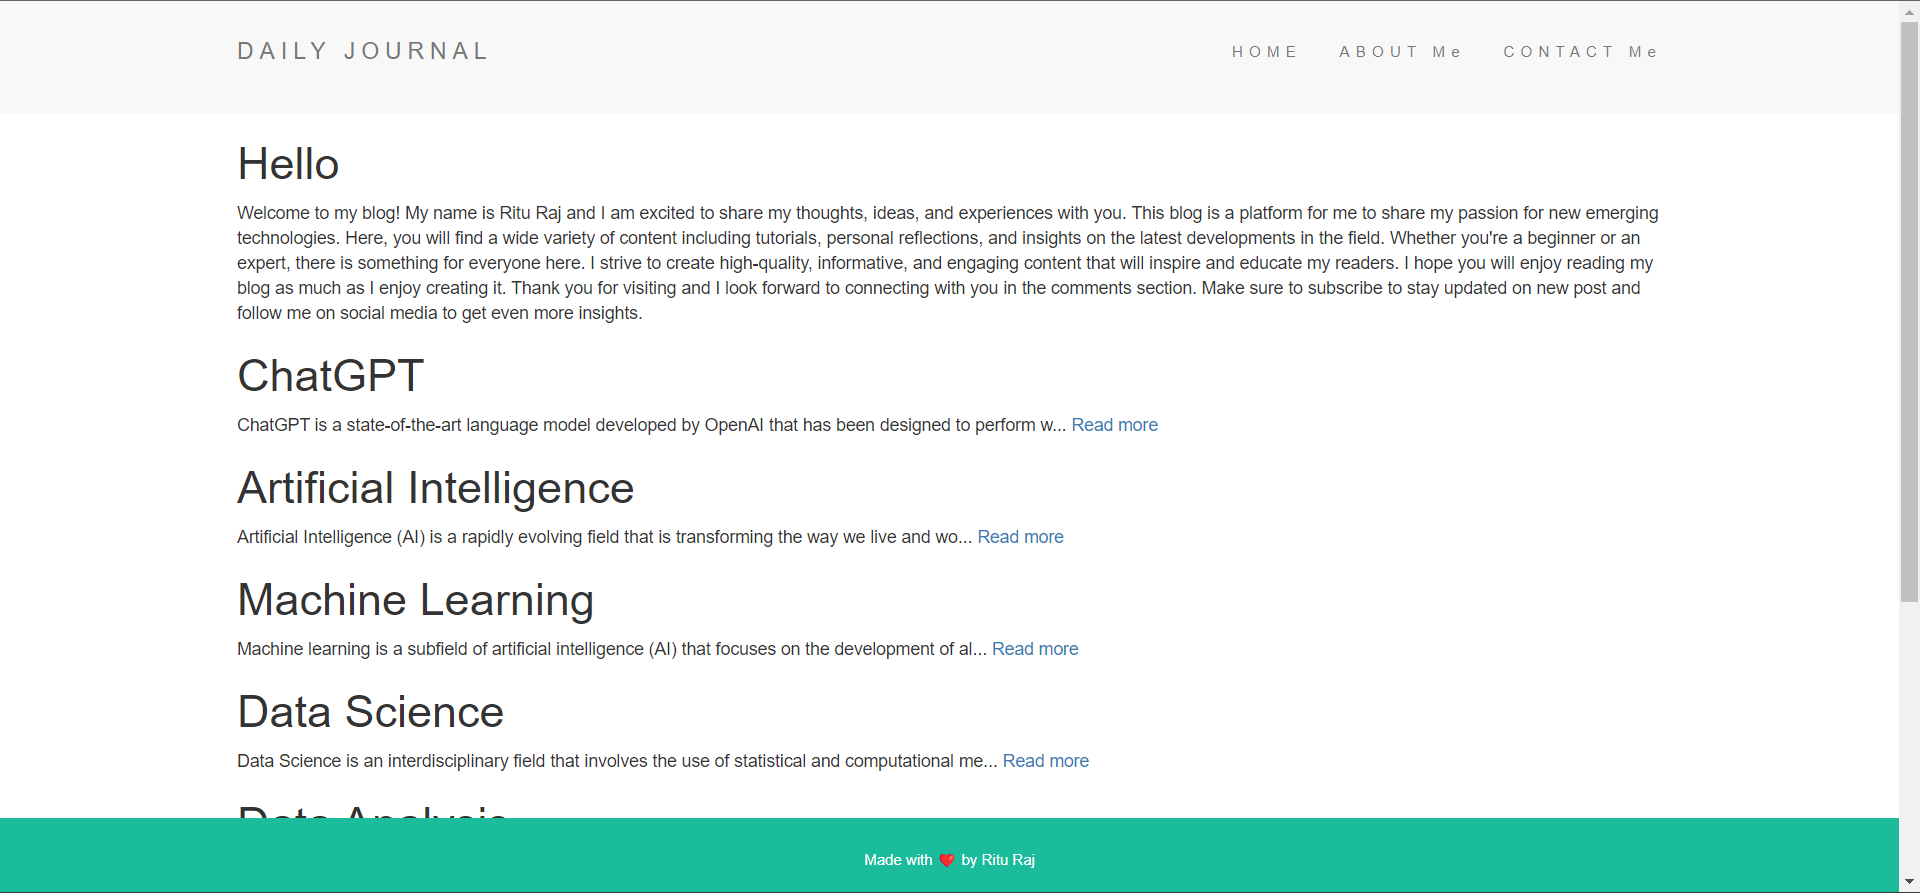 DAILY JOURNAL
HOME ABOUT Me CONTACT Me
Hello
Welcome to my blog! My name is Ritu Raj and I am excited to share my thoughts, ideas, and experiences with you. This blog is a platform for me to share my passion for new emerging
technologies. Here, you will find a wide variety of content including tutorials, personal reflections, and insights on the latest developments in the field. Whether you're a beginner or an
expert, there is something for everyone here. I strive to create high-quality, informative, and engaging content that will inspire and educate my readers. I hope you will enjoy reading my
blog as much as I enjoy creating it. Thank you for visiting and I look forward to connecting with you in the comments section. Make sure to subscribe to stay updated on new post and
follow me on social media to get even more insights.
ChatGPT
ChatGPT is a state-of-the-art language model developed by OpenAI that has been designed to perform w... Read more
Artificial Intelligence
Artificial Intelligence (AI) is a rapidly evolving field that is transforming the way we live and wo... Read more
Machine Learning
Machine learning is a subfield of artificial intelligence (AI) that focuses on the development of al... Read more
Data Science
Data Science is an interdisciplinary field that involves the use of statistical and computational me... Read more
Data Analysis
Made with ❤️ by Ritu Raj